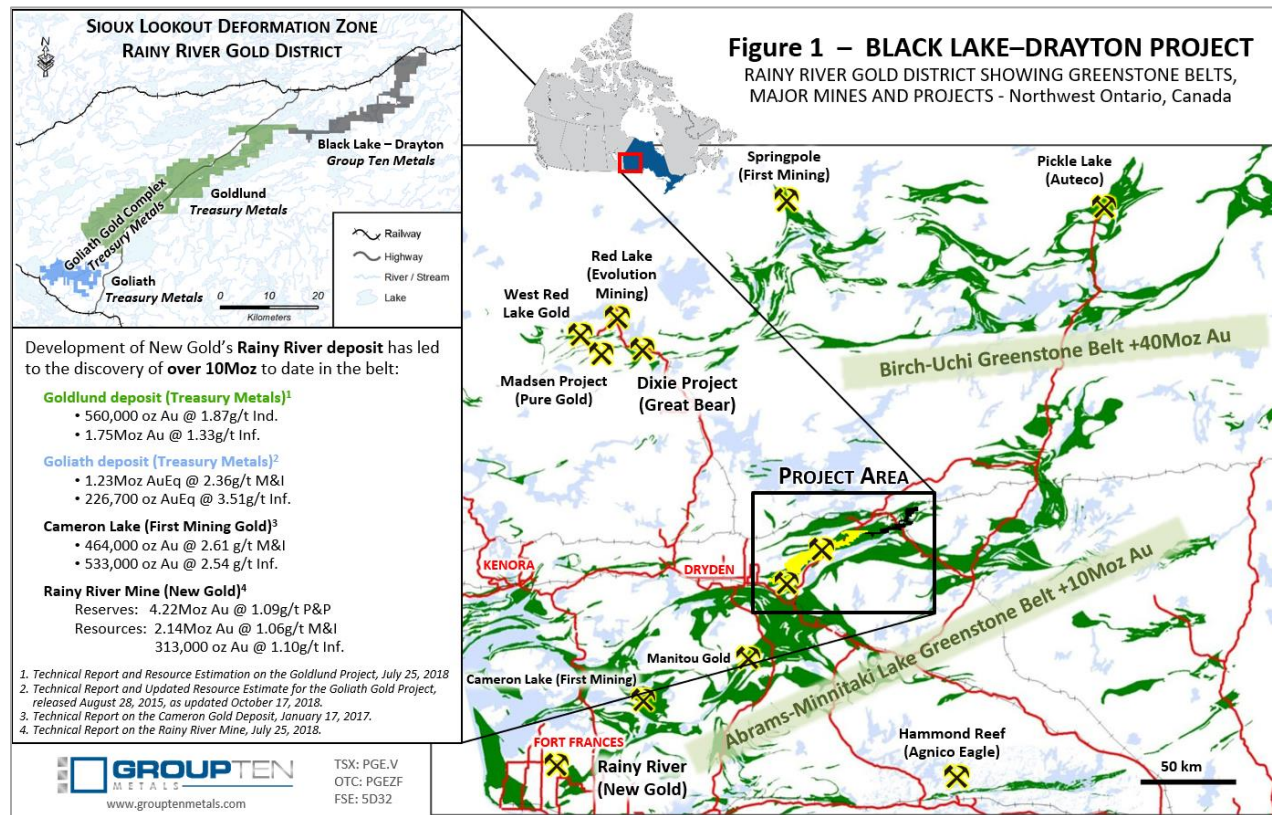 SIOUX LOOKOUT DEFORMATION ZONE
RAINY RIVER GOLD DISTRICT
N
Black Lake – Drayton
Group Ten Metals
Goldlund
Treasury Metals
Goliath Gold Complex
Treasury Metals
Goliath
Treasury Metals
0 10 20
Kilometers
Railway
Highway
River / Stream
Lake
Figure 1 – BLACK LAKE–DRAYTON PROJECT
RAINY RIVER GOLD DISTRICT SHOWING GREENSTONE BELTS,
MAJOR MINES AND PROJECTS - Northwest Ontario, Canada
Development of New Gold's Rainy River deposit has led
to the discovery of over 10Moz to date in the belt:
Goldlund deposit (Treasury Metals)1
• 560,000 oz Au @ 1.87g/t Ind.
• 1.75Moz Au @ 1.33g/t Inf.
Goliath deposit (Treasury Metals)2
• 1.23Moz AuEq @ 2.36g/t M&I
• 226,700 oz AuEq @ 3.51g/t Inf.
Cameron Lake (First Mining Gold)3
• 464,000 oz Au @ 2.61 g/t M&I
• 533,000 oz Au @ 2.54 g/t Inf.
Rainy River Mine (New Gold)4
Reserves: 4.22Moz Au @ 1.09g/t P&P
Resources: 2.14Moz Au @ 1.06g/t M&I
313,000 oz Au @ 1.10g/t Inf.
1. Technical Report and Resource Estimation on the Goldlund Project, July 25, 2018
2. Technical Report and Updated Resource Estimate for the Goliath Gold Project,
released August 28, 2015, as updated October 17, 2018.
3. Technical Report on the Cameron Gold Deposit, January 17, 2017.
4. Technical Report on the Rainy River Mine, July 25, 2018.
GROUP TEN
METALS
www.grouptenmetals.com
TSX: PGE.V
OTC: PGEZF
FSE: 5D32
Springpole
(First Mining)
Pickle Lake
(Auteco)
Red Lake
(Evolution
Mining)
West Red
Lake Gold
Madsen Project
(Pure Gold)
Dixie Project
(Great Bear)
Birch-Uchi Greenstone Belt +40Moz Au
PROJECT AREA
KENORA
DRYDEN
Manitou Gold
Cameron Lake (First Mining)
Abrams-Minnitaki Lake Greenstone Belt +10Moz Au
FORT FRANCES
Rainy River
(New Gold)
Hammond Reef
(Agnico Eagle)
50 km